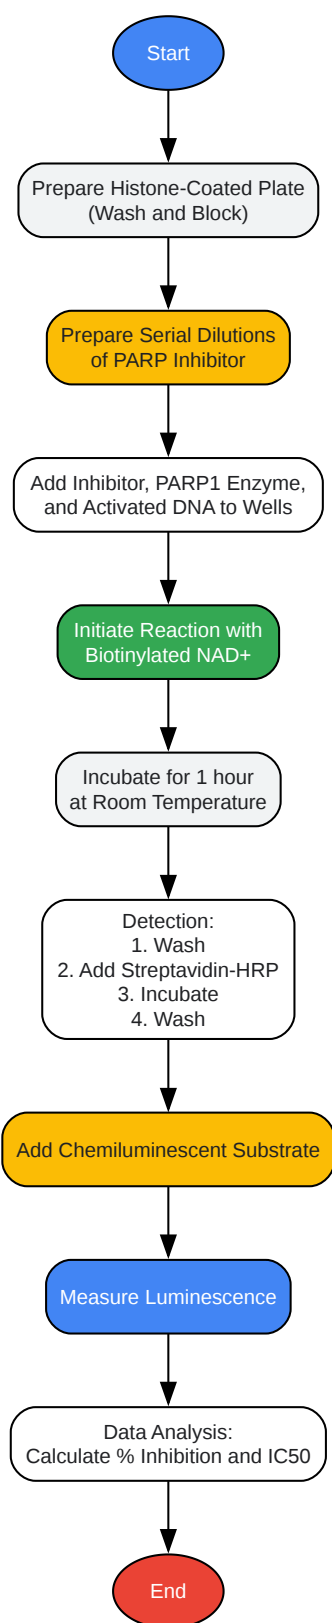 Start
Prepare Histone-Coated Plate
(Wash and Block)
Prepare Serial Dilutions
of PARP Inhibitor
Add Inhibitor, PARP1 Enzyme,
and Activated DNA to Wells
Initiate Reaction with
Biotinylated NAD+
Incubate for 1 hour
at Room Temperature
Detection:
1. Wash
2. Add Streptavidin-HRP
3. Incubate
4. Wash
Add Chemiluminescent Substrate
Measure Luminescence
Data Analysis:
Calculate % Inhibition and IC50
End